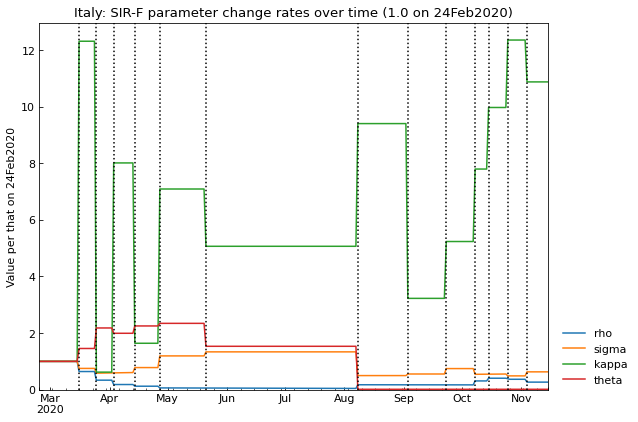 Italy: SIR-F parameter change rates over time (1.0 on 24Feb2020)
Value per that on 24Feb2020
12
10
8
6
4
2
0
Mar
2020
Apr
May
Jun
Jul
Aug
Sep
Oct
Nov
rho
sigma
kappa
theta